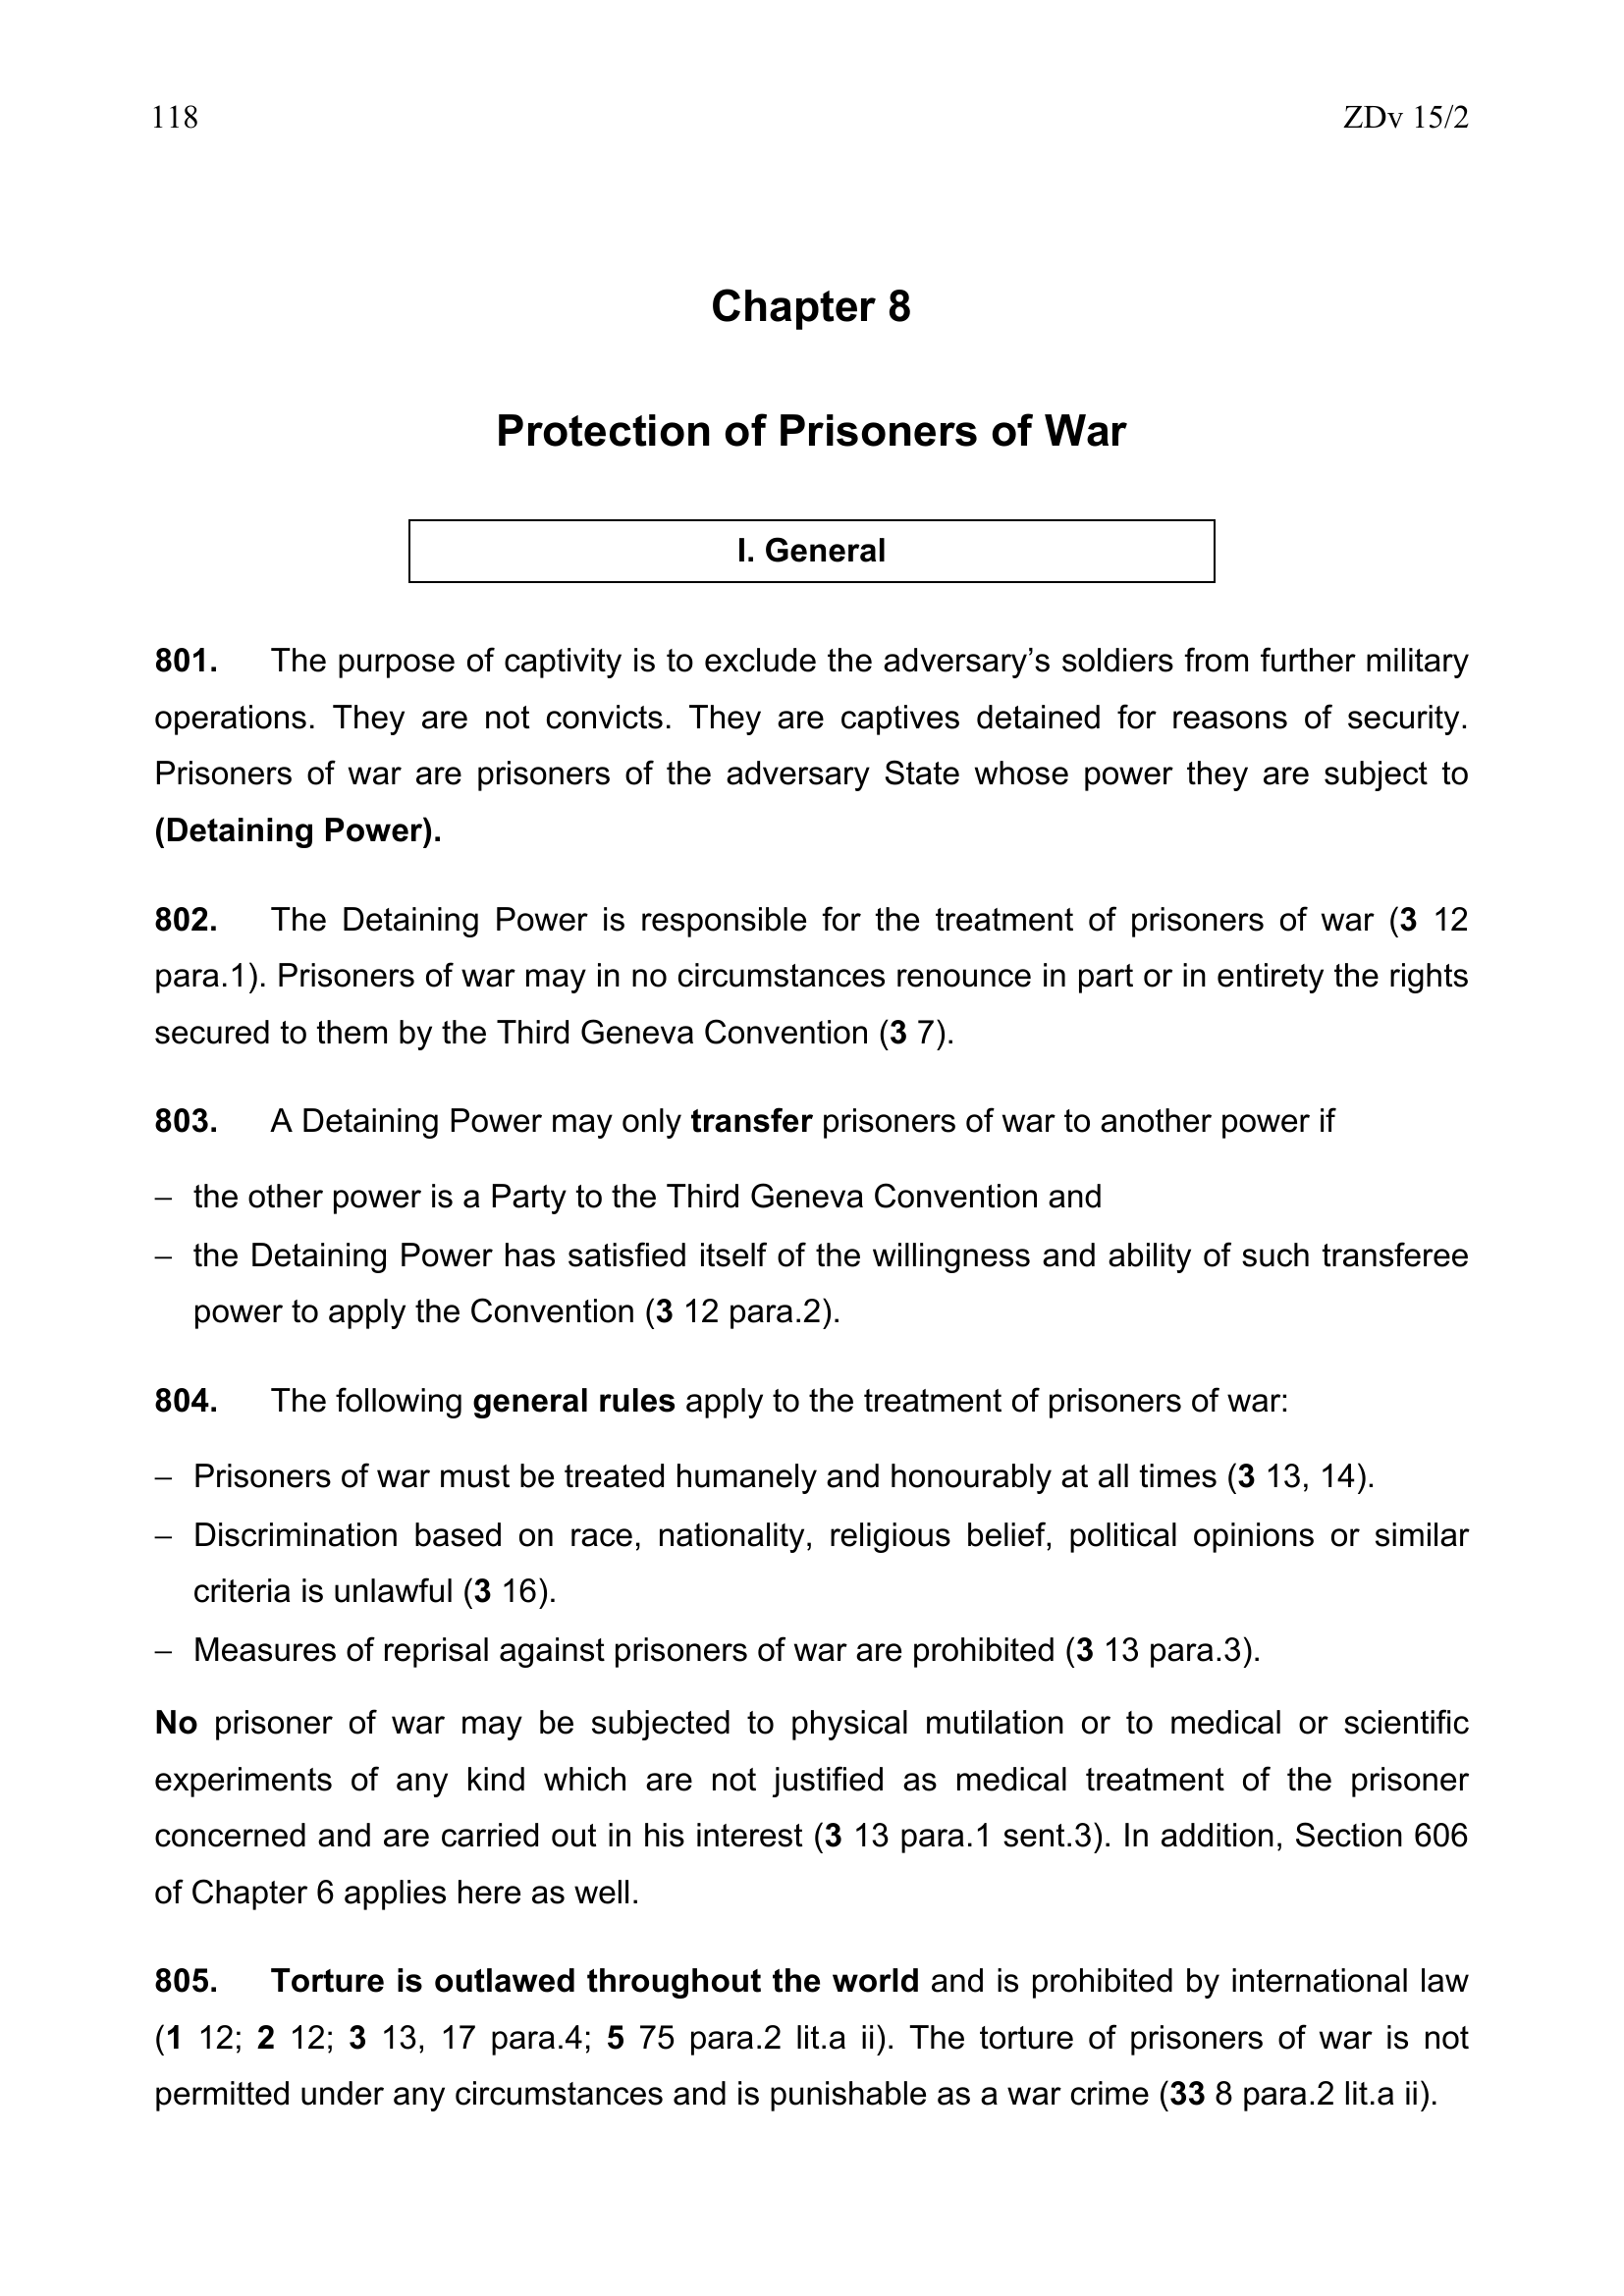 118 ZDv 15/2
Chapter 8
Protection of Prisoners of War
I. General
801. The purpose of captivity is to exclude the adversary’s soldiers from further military
operations. They are not convicts. They are captives detained for reasons of security.
Prisoners of war are prisoners of the adversary State whose power they are subject to
(Detaining Power).
802. The Detaining Power is responsible for the treatment of prisoners of war (3 12
para.1). Prisoners of war may in no circumstances renounce in part or in entirety the rights
secured to them by the Third Geneva Convention (3 7).
803. A Detaining Power may only transfer prisoners of war to another power if
– the other power is a Party to the Third Geneva Convention and
– the Detaining Power has satisfied itself of the willingness and ability of such transferee
power to apply the Convention (3 12 para.2).
804. The following general rules apply to the treatment of prisoners of war:
– Prisoners of war must be treated humanely and honourably at all times (3 13, 14).
– Discrimination based on race, nationality, religious belief, political opinions or similar
criteria is unlawful (3 16).
– Measures of reprisal against prisoners of war are prohibited (3 13 para.3).
No prisoner of war may be subjected to physical mutilation or to medical or scientific
experiments of any kind which are not justified as medical treatment of the prisoner
concerned and are carried out in his interest (3 13 para.1 sent.3). In addition, Section 606
of Chapter 6 applies here as well.
805. Torture is outlawed throughout the world and is prohibited by international law
(1 12; 2 12; 3 13, 17 para.4; 5 75 para.2 lit.a ii). The torture of prisoners of war is not
permitted under any circumstances and is punishable as a war crime (33 8 para.2 lit.a ii).